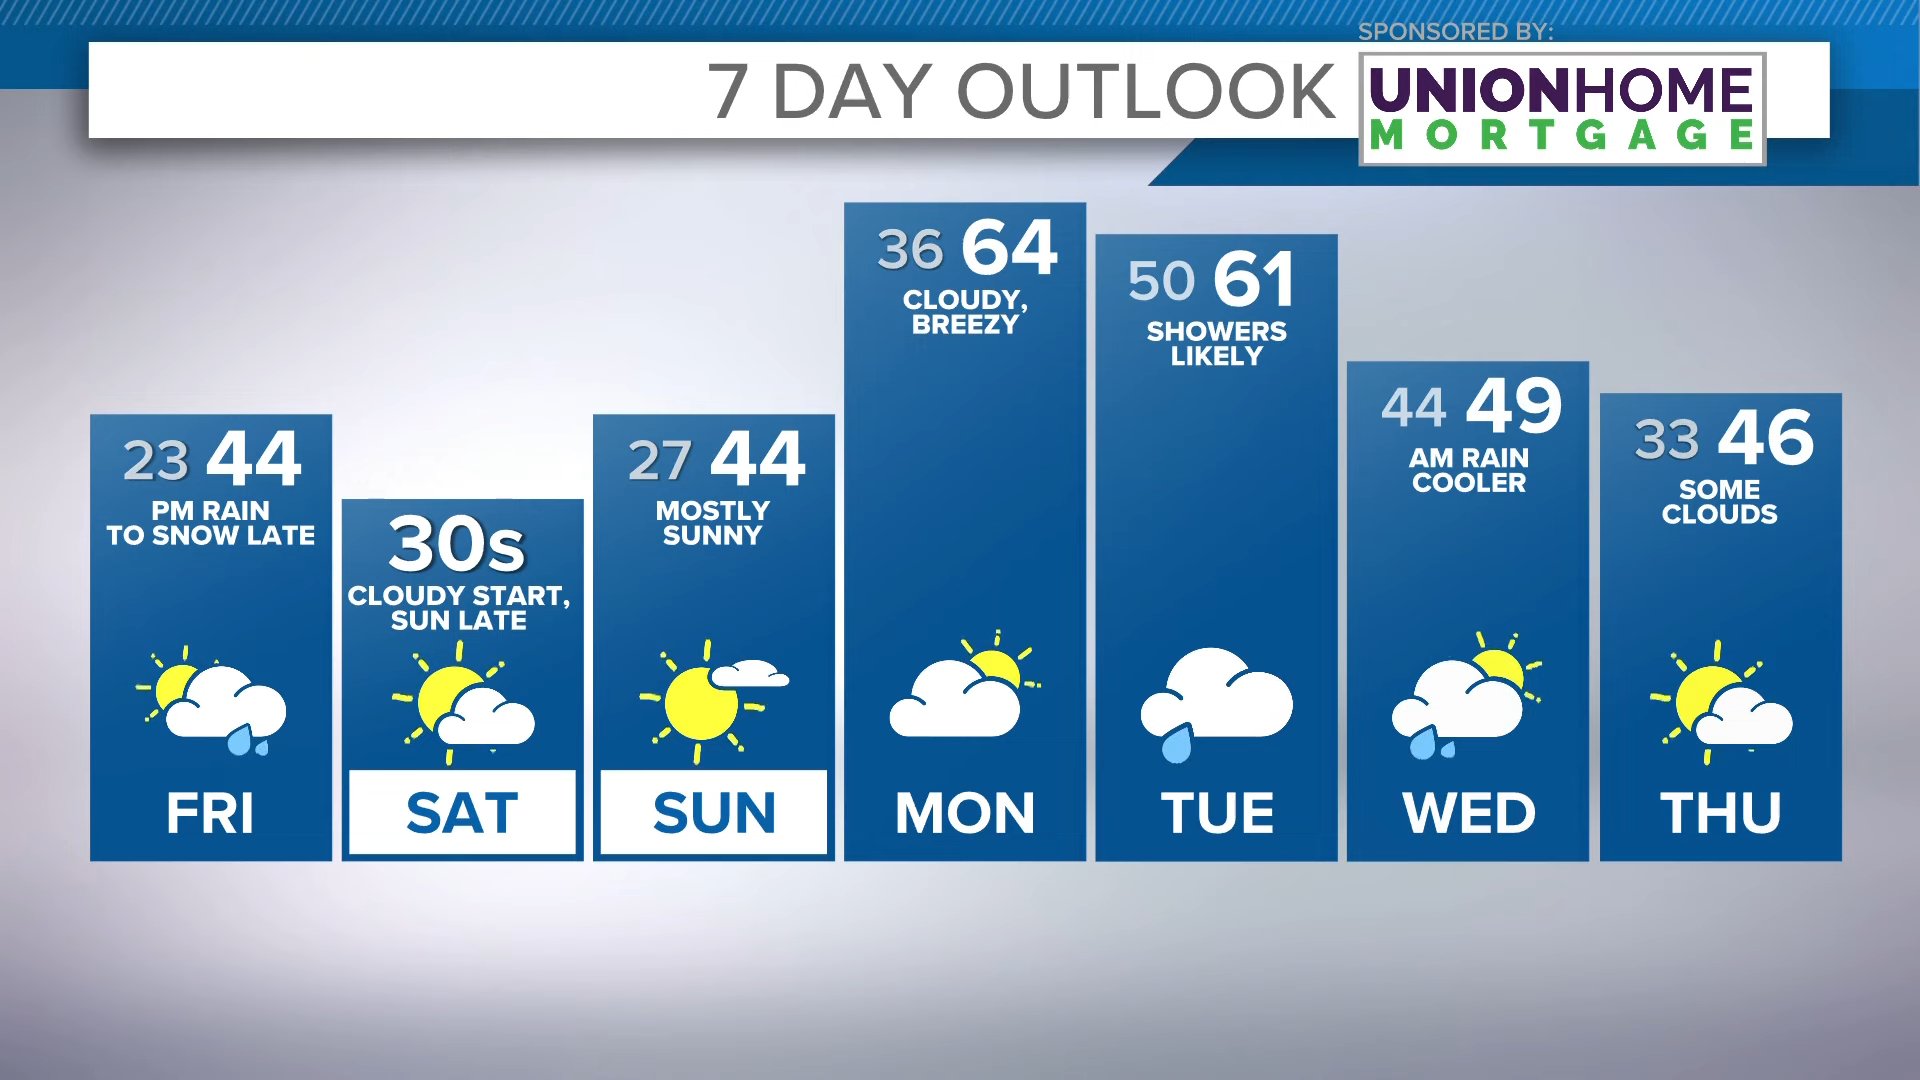 SPONSORED BY:
7 DAY OUTLOOK
UNIONHOME
MORTGAGE
23 44
PM RAIN
TO SNOW LATE
FRI
30s
CLOUDY START,
SUN LATE
SAT
27 44
MOSTLY
SUNNY
SUN
36 64
CLOUDY,
BREEZY
MON
50 61
SHOWERS
LIKELY
TUE
44 49
AM RAIN
COOLER
WED
33 46
SOME
CLOUDS
THU